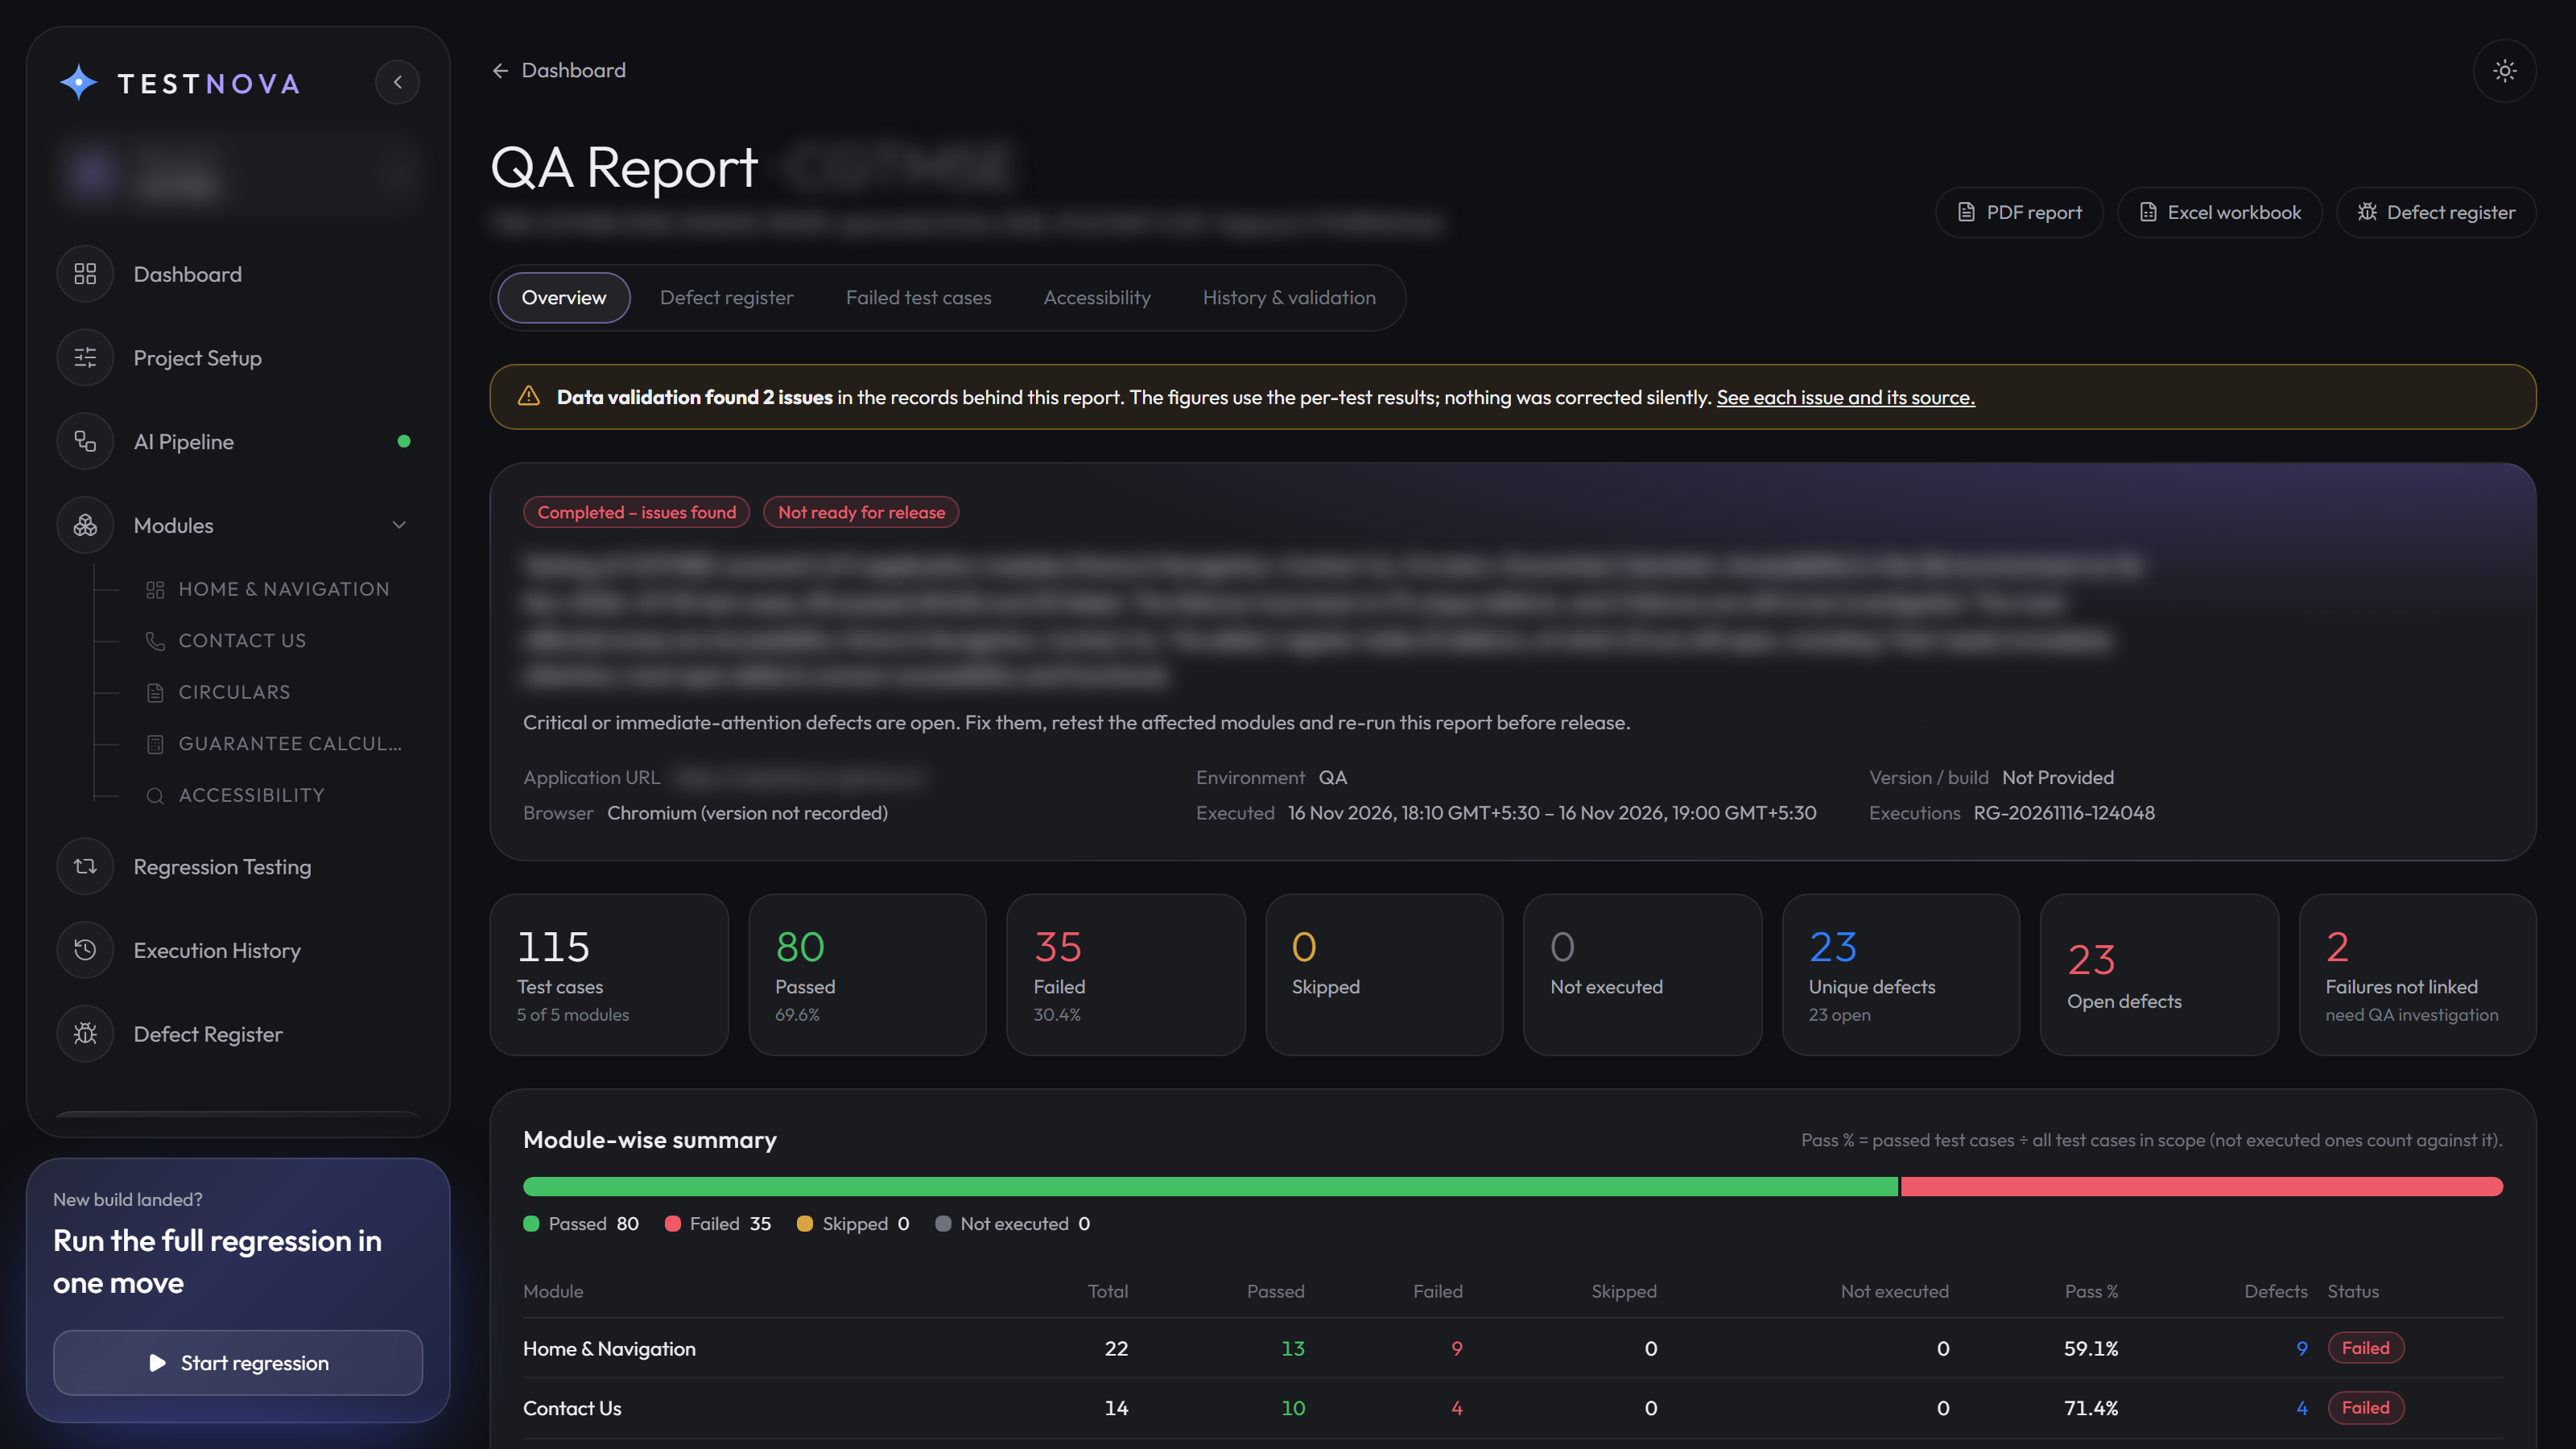 TESTNOVA
Dashboard
Project Setup
AI Pipeline
Modules
HOME & NAVIGATION
CONTACT US
CIRCULARS
GUARANTEE CALCUL...
ACCESSIBILITY
Regression Testing
Execution History
Defect Register
New build landed?
Run the full regression in
one move
Start regression
Dashboard
QA Report
PDF report
Excel workbook
Defect register
Overview
Defect register
Failed test cases
Accessibility
History & validation
Data validation found 2 issues in the records behind this report. The figures use the per-test results; nothing was corrected silently. See each issue and its source.
Completed – issues found
Not ready for release
Critical or immediate-attention defects are open. Fix them, retest the affected modules and re-run this report before release.
Application URL
Environment QA
Version / build Not Provided
Browser Chromium (version not recorded)
Executed 16 Nov 2026, 18:10 GMT+5:30 – 16 Nov 2026, 19:00 GMT+5:30
Executions RG-20261116-124048
115
Test cases
5 of 5 modules
80
Passed
69.6%
35
Failed
30.4%
0
Skipped
0
Not executed
23
Unique defects
23 open
23
Open defects
2
Failures not linked
need QA investigation
Module-wise summary
Pass % = passed test cases ÷ all test cases in scope (not executed ones count against it).
Passed 80 Failed 35 Skipped 0 Not executed 0
Module Total Passed Failed Skipped Not executed Pass % Defects Status
Home & Navigation 22 13 9 0 0 59.1% 9 Failed
Contact Us 14 10 4 0 0 71.4% 4 Failed